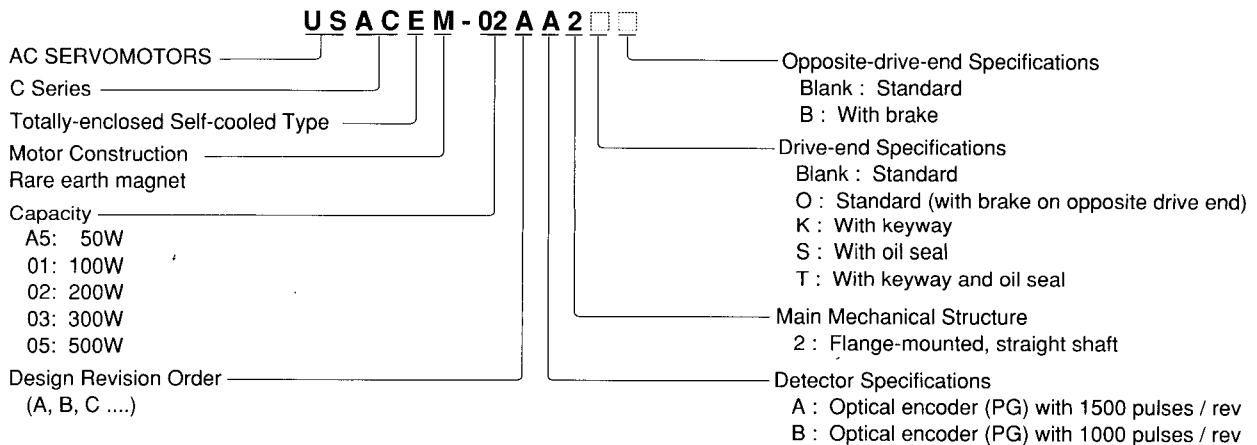 USACEM-02AA2
AC SERVOMOTORS
C Series
Totally-enclosed Self-cooled Type
Motor Construction
Rare earth magnet
Capacity
A5: 50W
01: 100W
02: 200W
03: 300W
05: 500W
Design Revision Order
(A, B, C ....)
Opposite-drive-end Specifications
Blank : Standard
B : With brake
Drive-end Specifications
Blank : Standard
O : Standard (with brake on opposite drive end)
K : With keyway
S : With oil seal
T : With keyway and oil seal
Main Mechanical Structure
2 : Flange-mounted, straight shaft
Detector Specifications
A : Optical encoder (PG) with 1500 pulses / rev
B : Optical encoder (PG) with 1000 pulses / rev